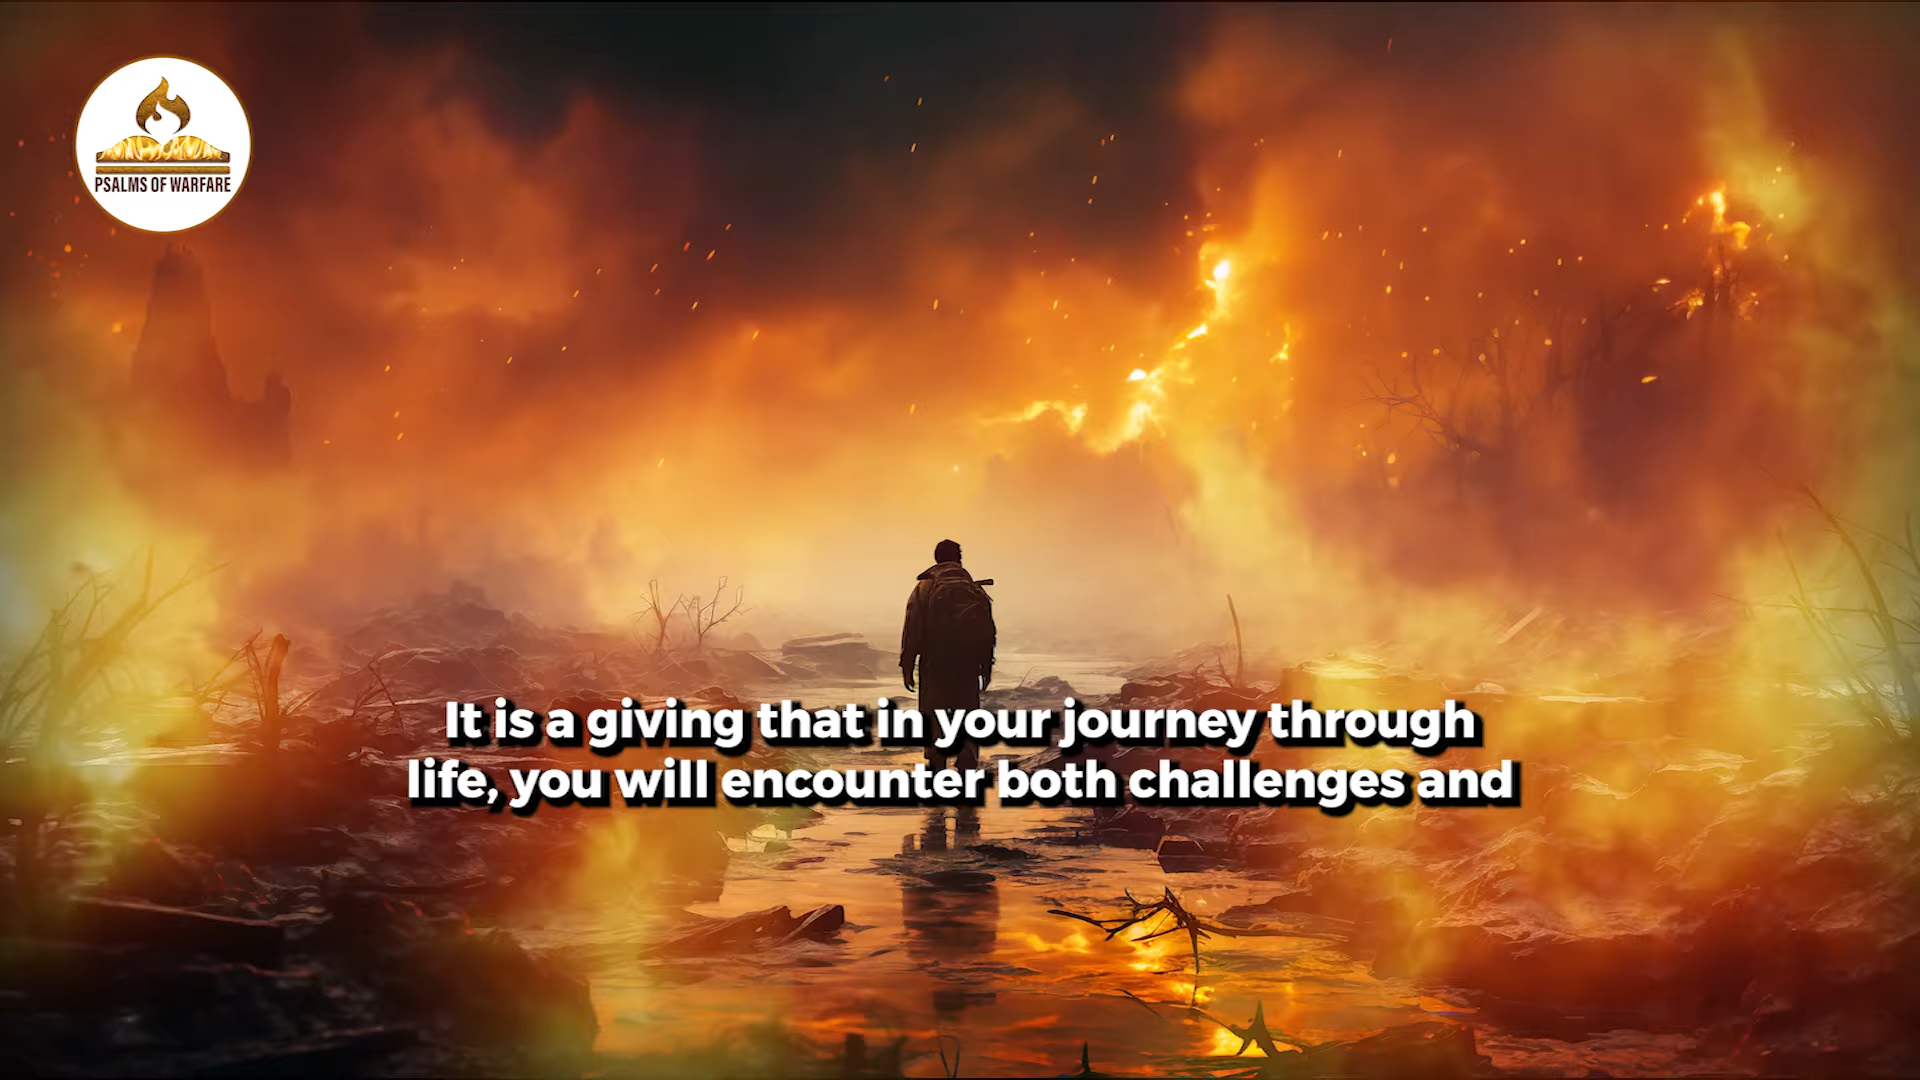 PSALMS OF WARFARE
It is a giving that in your journey through
life, you will encounter both challenges and